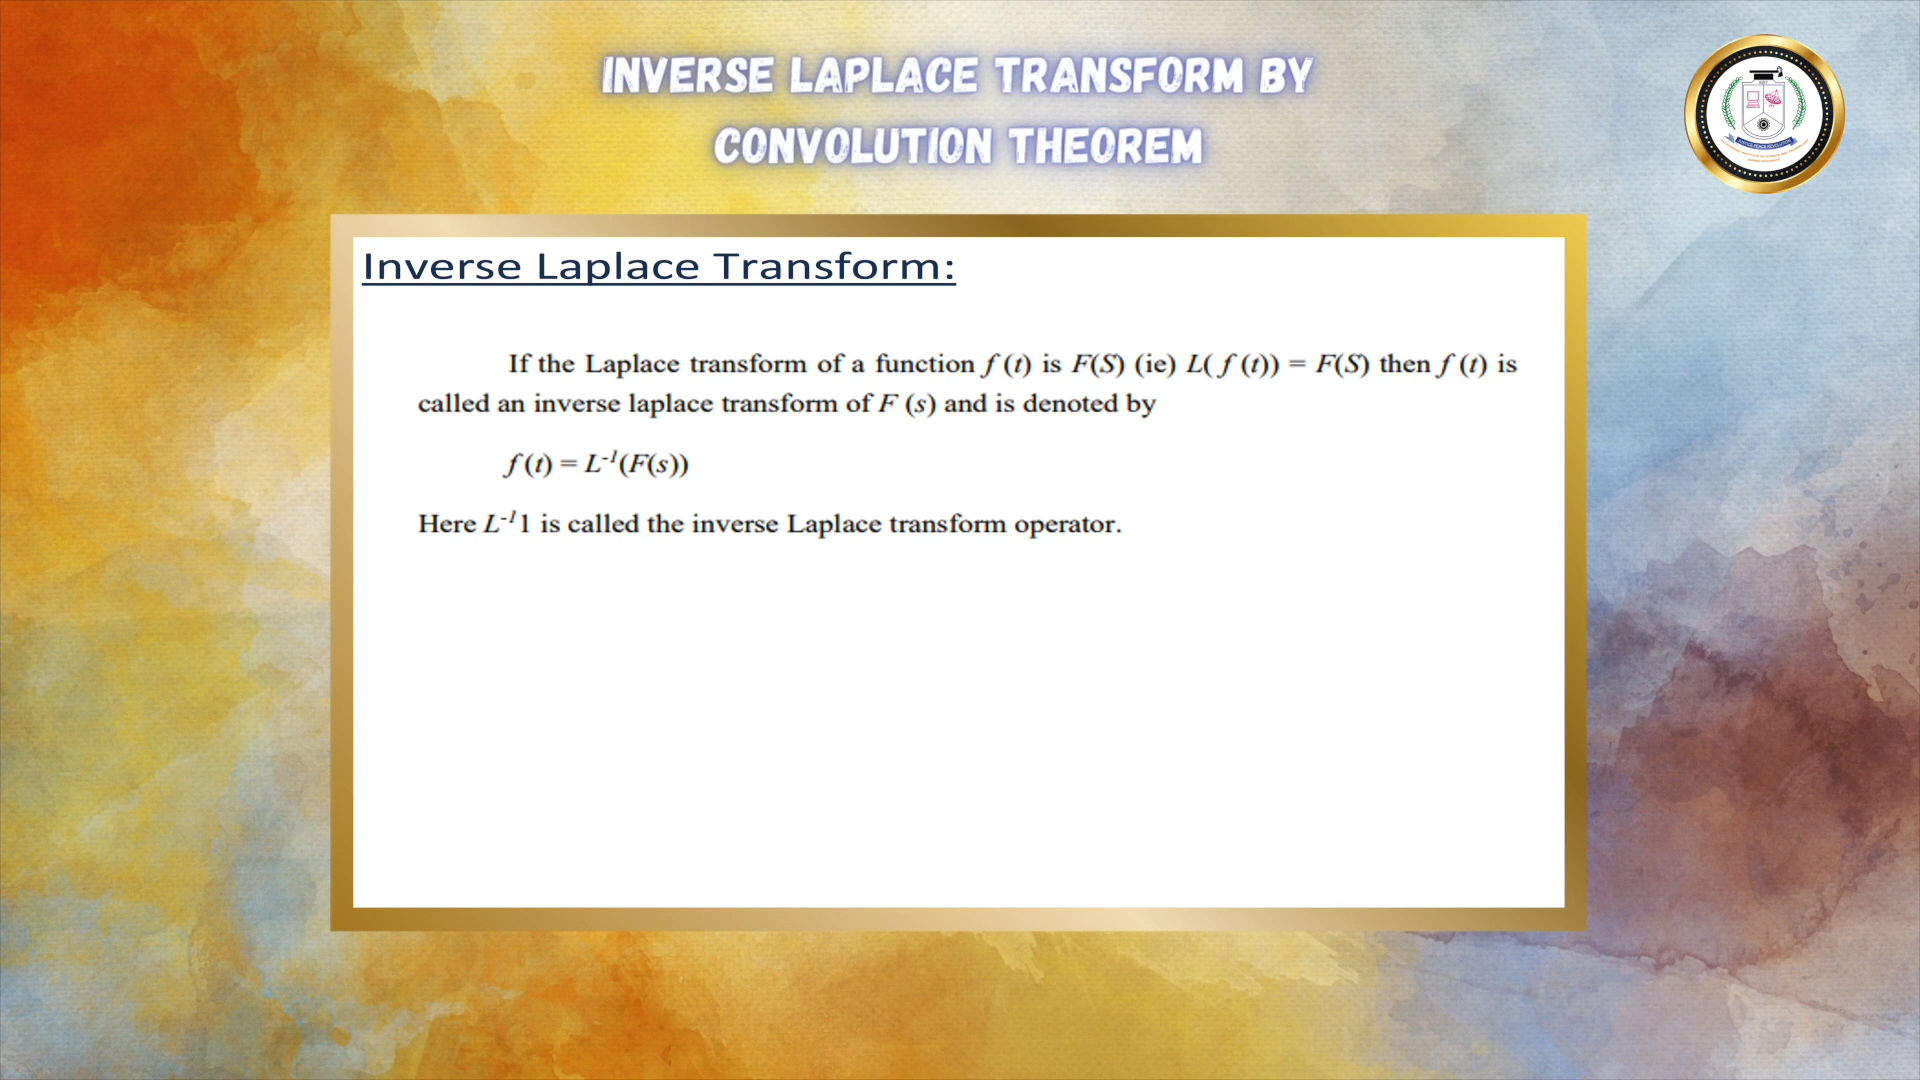 INVERSE LAPLACE TRANSFORM BY
CONVOLUTION THEOREM
Inverse Laplace Transform:
If the Laplace transform of a function f (t) is F(S) (ie) L( f (t)) = F(S) then f (t) is
called an inverse laplace transform of F (s) and is denoted by
f (t) = L⁻¹(F(s))
Here L⁻¹1 is called the inverse Laplace transform operator.